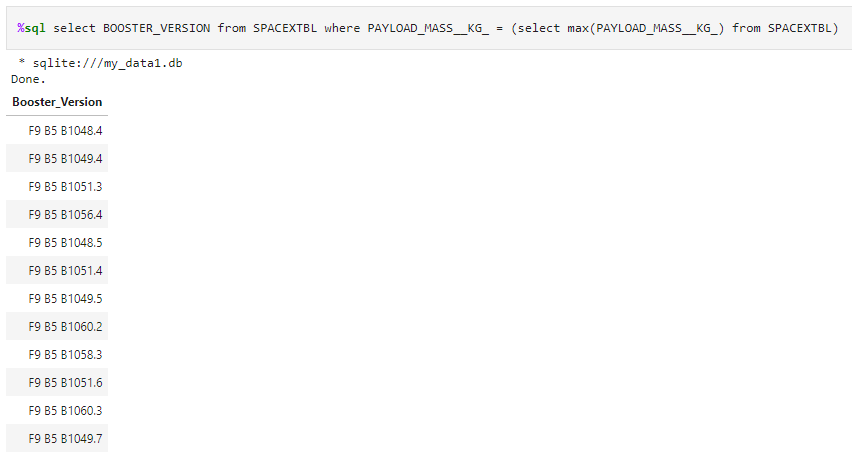 %sql select BOOSTER_VERSION from SPACEXTBL where PAYLOAD_MASS__KG_ = (select max(PAYLOAD_MASS__KG_) from SPACEXTBL)
* sqlite:///my_data1.db
Done.
Booster_Version
F9 B5 B1048.4
F9 B5 B1049.4
F9 B5 B1051.3
F9 B5 B1056.4
F9 B5 B1048.5
F9 B5 B1051.4
F9 B5 B1049.5
F9 B5 B1060.2
F9 B5 B1058.3
F9 B5 B1051.6
F9 B5 B1060.3
F9 B5 B1049.7